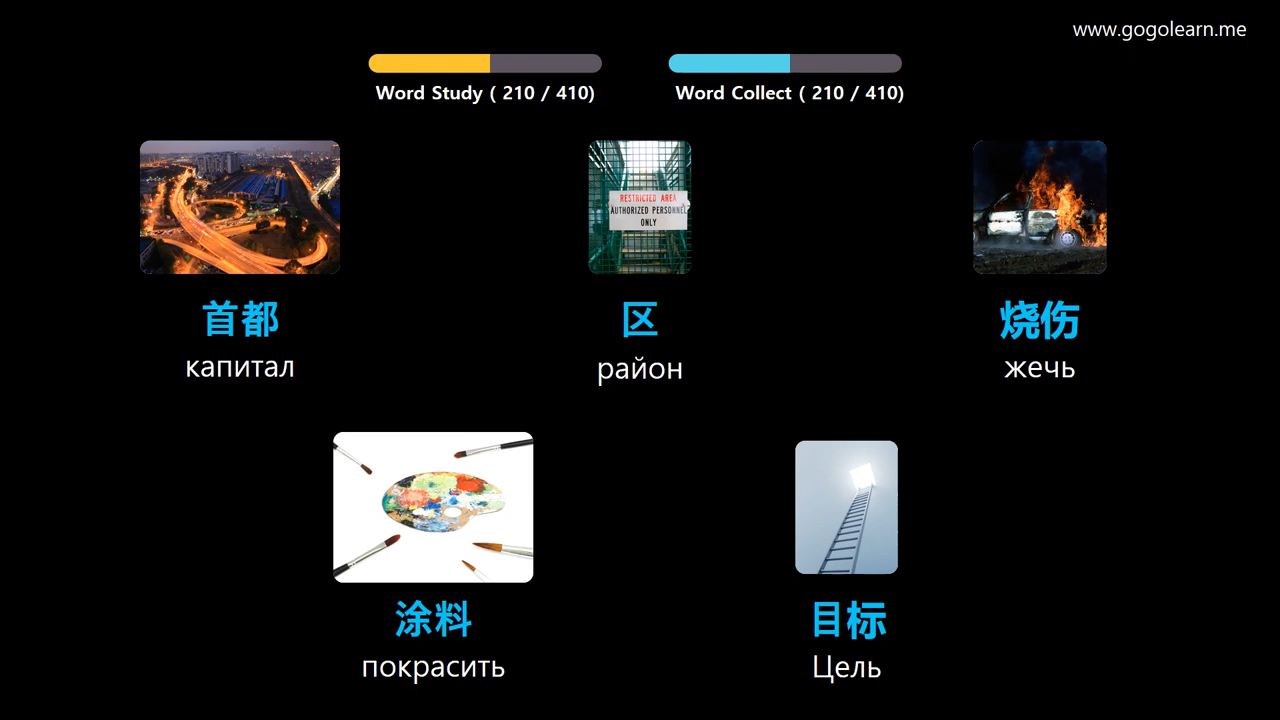 www.gogolearn.me
Word Study ( 210 / 410)
Word Collect ( 210 / 410)
RESTRICTED AREA
AUTHORIZED PERSONNEL
ONLY
首都
капитал
区
район
烧伤
жечь
涂料
покрасить
目标
Цель